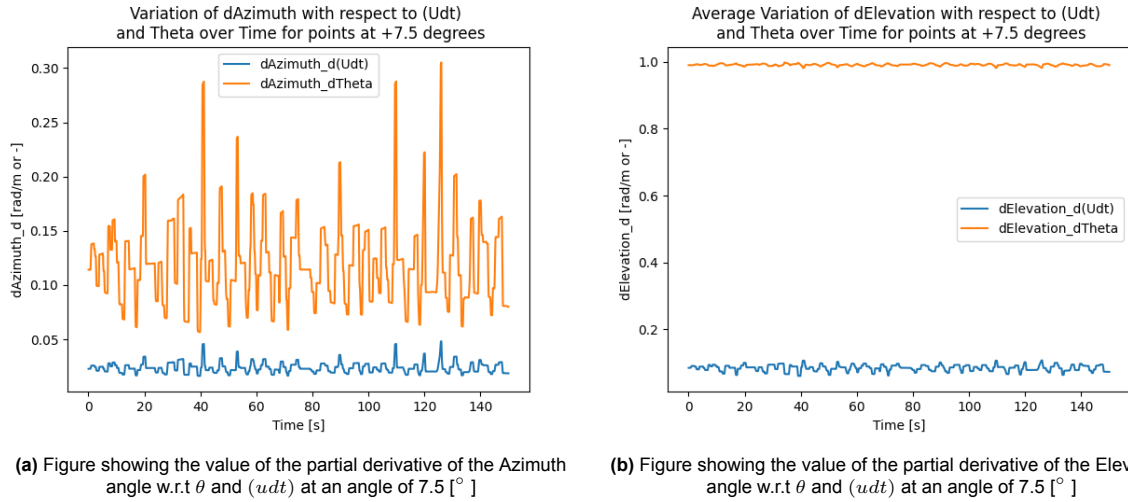 Variation of dAzimuth with respect to (Udt)
and Theta over Time for points at +7.5 degrees
dAzimuth_d(Udt)
dAzimuth_dTheta
dAzimuth_d [rad/m or -]
0.30
0.25
0.20
0.15
0.10
0.05
0 20 40 60 80 100 120 140
Time [s]
(a) Figure showing the value of the partial derivative of the Azimuth
angle w.r.t θ and (udt) at an angle of 7.5 [° ]
Average Variation of dElevation with respect to (Udt)
and Theta over Time for points at +7.5 degrees
dElevation_d(Udt)
dElevation_dTheta
dElevation_d [rad/m or -]
1.0
0.8
0.6
0.4
0.2
0 20 40 60 80 100 120 140
Time [s]
(b) Figure showing the value of the partial derivative of the Elev
angle w.r.t θ and (udt) at an angle of 7.5 [° ]